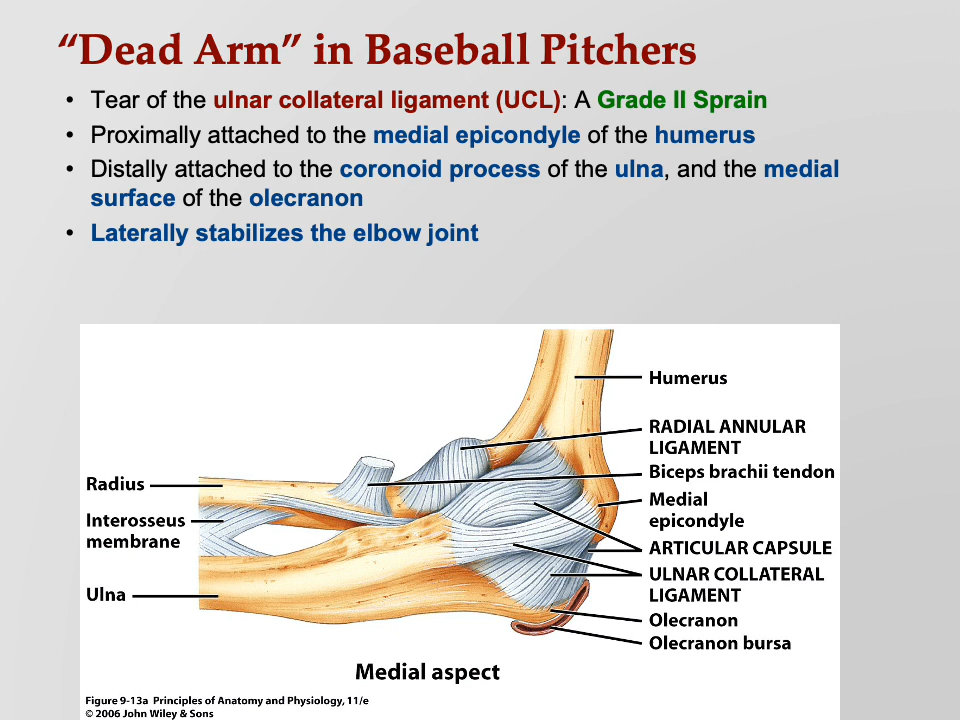 “Dead Arm” in Baseball Pitchers
• Tear of the ulnar collateral ligament (UCL): A Grade II Sprain
• Proximally attached to the medial epicondyle of the humerus
• Distally attached to the coronoid process of the ulna, and the medial
surface of the olecranon
• Laterally stabilizes the elbow joint
Humerus
RADIAL ANNULAR
LIGAMENT
Biceps brachii tendon
Medial
epicondyle
ARTICULAR CAPSULE
ULNAR COLLATERAL
LIGAMENT
Olecranon
Olecranon bursa
Radius
Interosseus
membrane
Ulna
Medial aspect
Figure 9-13a Principles of Anatomy and Physiology, 11/e
© 2006 John Wiley & Sons